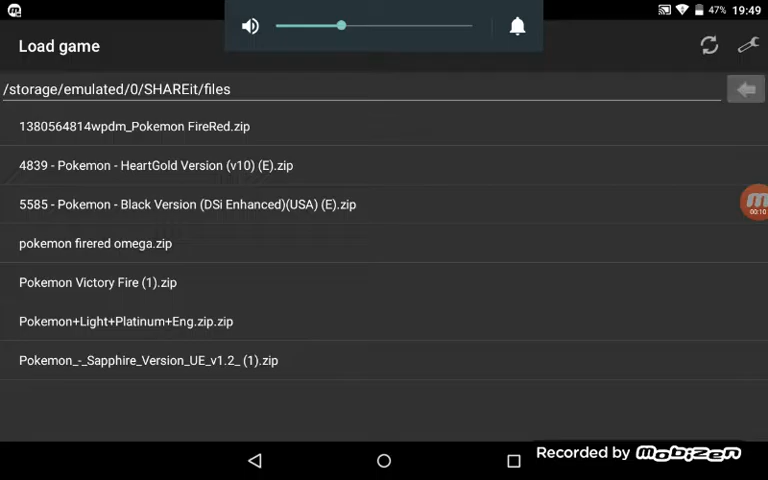 47% 19:49
Load game
/storage/emulated/0/SHAREit/files
1380564814wpdm_Pokemon FireRed.zip
4839 - Pokemon - HeartGold Version (v10) (E).zip
5585 - Pokemon - Black Version (DSi Enhanced)(USA) (E).zip
00:10
pokemon firered omega.zip
Pokemon Victory Fire (1).zip
Pokemon+Light+Platinum+Eng.zip.zip
Pokemon_-_Sapphire_Version_UE_v1.2_ (1).zip
Recorded by mobizen